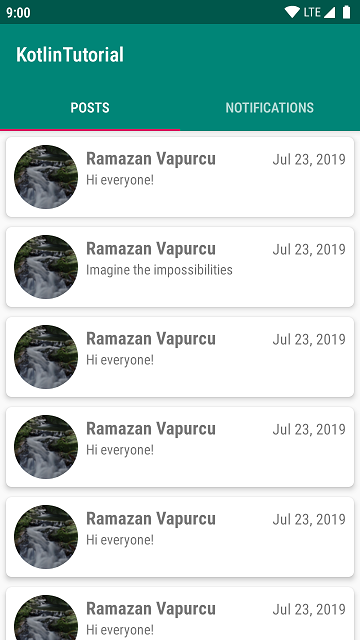 9:00 LTE
KotlinTutorial
POSTS NOTIFICATIONS
Ramazan Vapurcu Jul 23, 2019
Hi everyone!
Ramazan Vapurcu Jul 23, 2019
Imagine the impossibilities
Ramazan Vapurcu Jul 23, 2019
Hi everyone!
Ramazan Vapurcu Jul 23, 2019
Hi everyone!
Ramazan Vapurcu Jul 23, 2019
Hi everyone!
Ramazan Vapurcu Jul 23, 2019
Hi everyone!